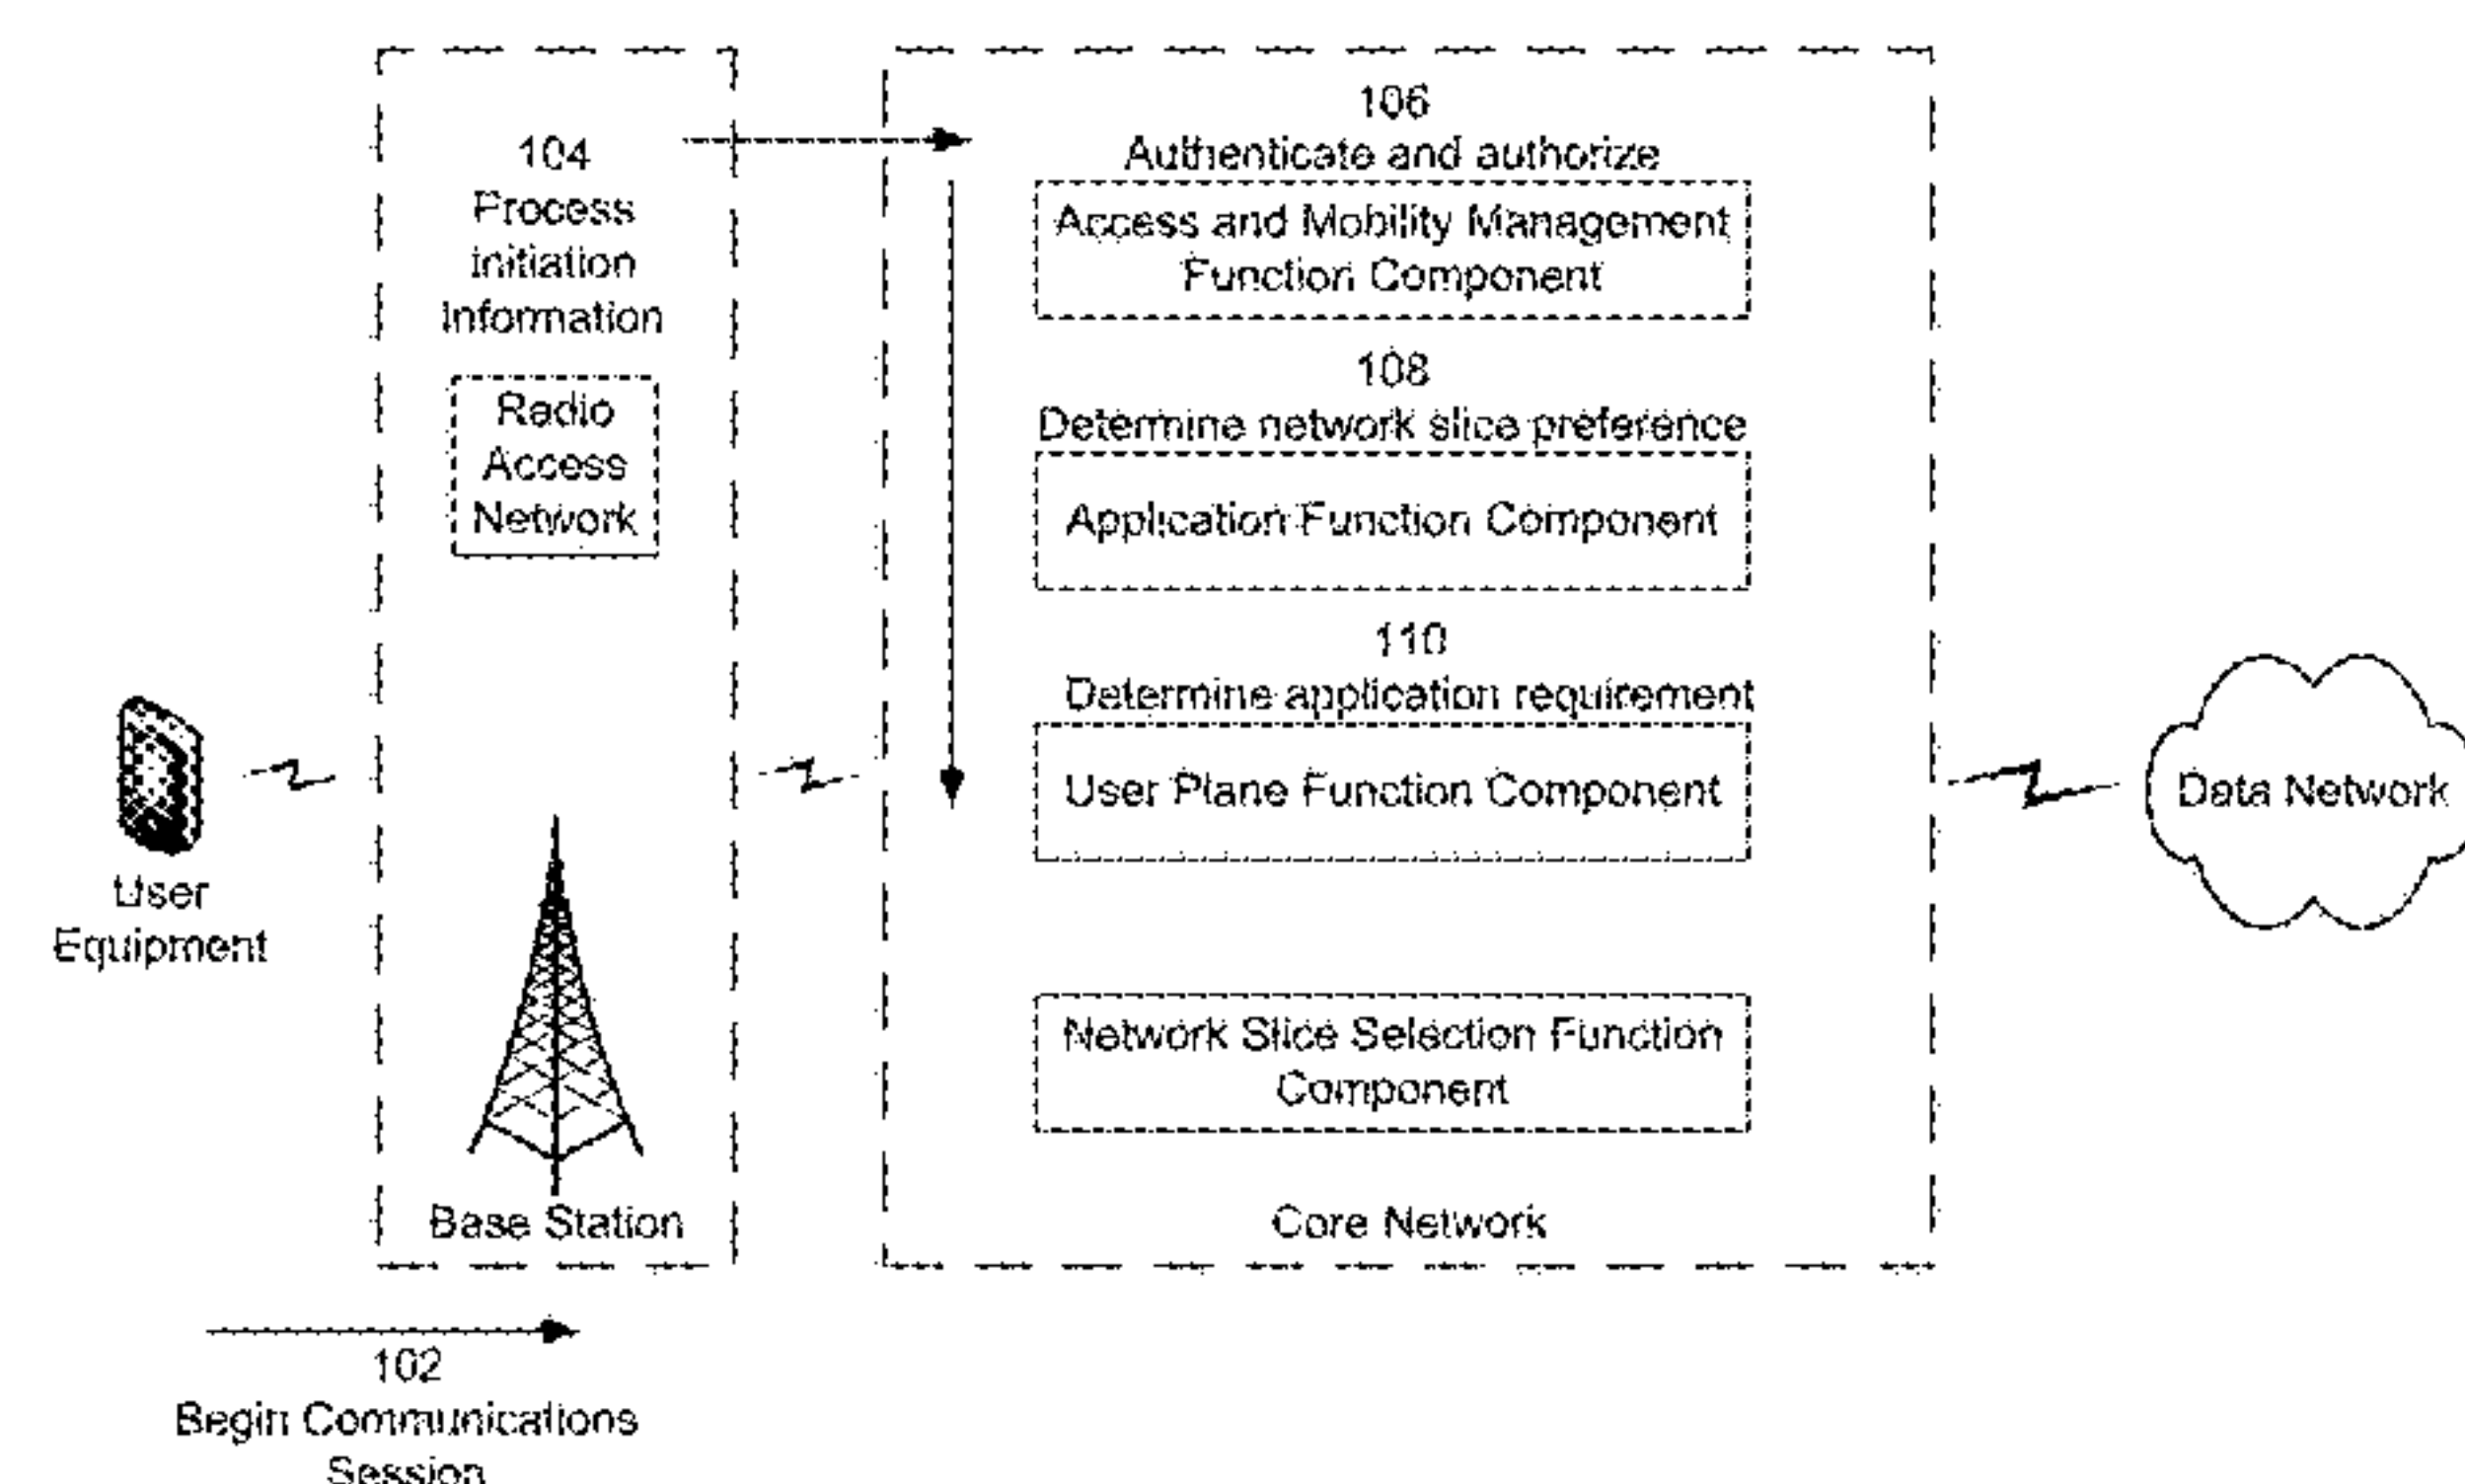 104
Process
Initiation
Information
Radio
Access
Network
106
Authenticate and authorize
Access and Mobility Management
Function Component
108
Determine network slice preference
Application Function Component
110
Determine application requirement
User Plane Function Component
Network Slice Selection Function
Component
User
Equipment
Base Station
Core Network
Data Network
102
Begin Communications
Session